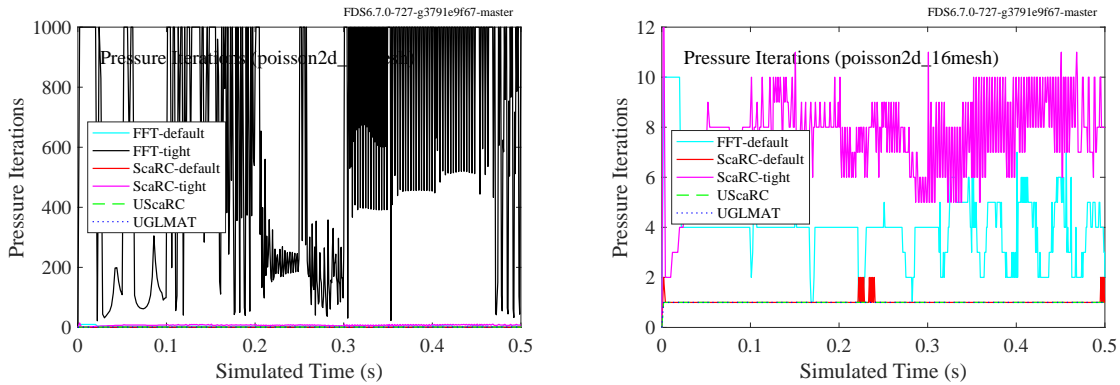 FDS6.7.0-727-g3791e9f67-master
Pressure Iterations (poisson2d_ mesh)
1000
800
600
400
200
0
Pressure Iterations
FFT-default
FFT-tight
ScaRC-default
ScaRC-tight
UScaRC
UGLMAT
0
0.1
0.2
0.3
0.4
0.5
Simulated Time (s)
FDS6.7.0-727-g3791e9f67-master
Pressure Iterations (poisson2d_16mesh)
12
10
8
6
4
2
0
Pressure Iterations
FFT-default
ScaRC-default
ScaRC-tight
UScaRC
UGLMAT
0
0.1
0.2
0.3
0.4
0.5
Simulated Time (s)